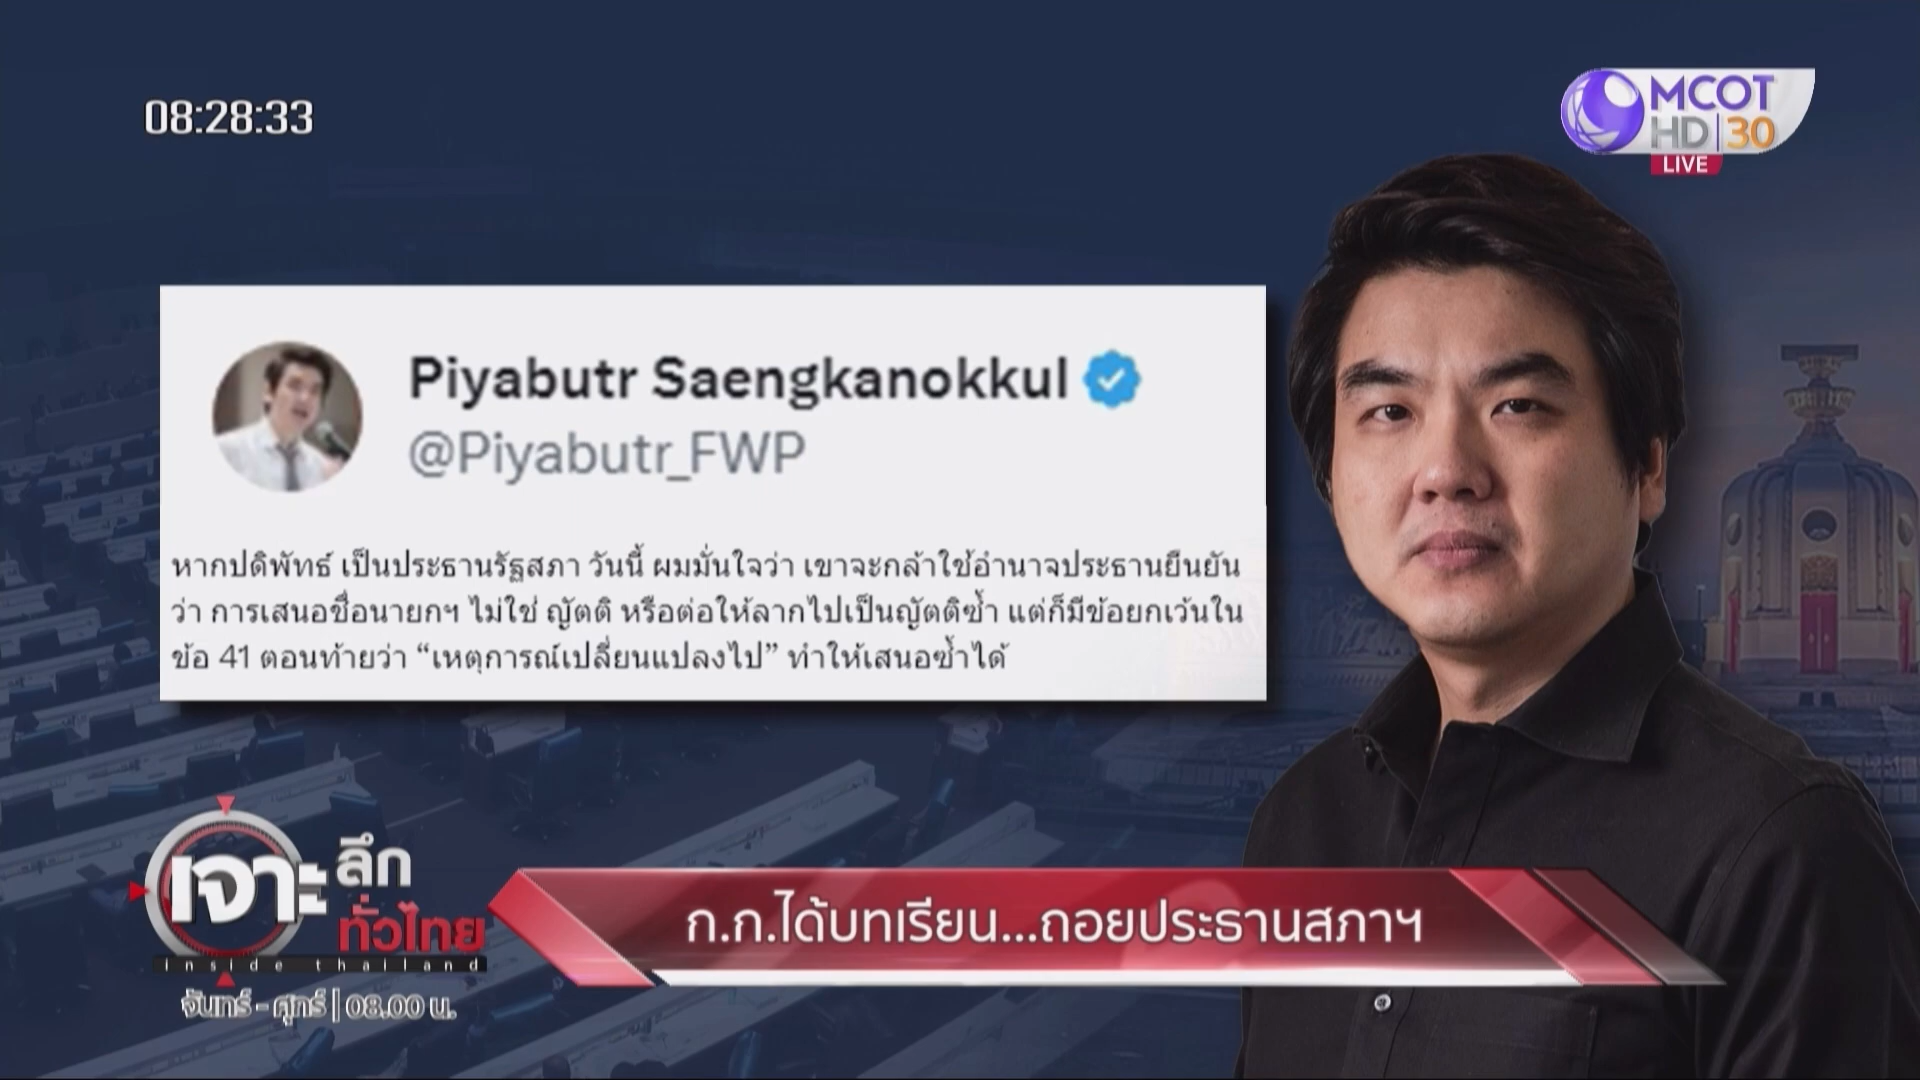 08:28:33
MCOT
HD|30
LIVE
Piyabutr Saengkanokkul
@Piyabutr_FWP
หากปดิพัทธ์ เป็นประธานรัฐสภา วันนี้ ผมมั่นใจว่า เขาจะกล้าใช้อำนาจประธานยืนยัน
ว่า การเสนอชื่อนายกฯ ไม่ใช่ ญัตติ หรือต่อให้ลากไปเป็นญัตติซ้ำ แต่ก็มีข้อยกเว้นใน
ข้อ 41 ตอนท้ายว่า “เหตุการณ์เปลี่ยนแปลงไป” ทำให้เสนอซ้ำได้
เจาะลึก
ทั่วไทย
inside thailand
จันทร์ - ศุกร์ | 08.00 น.
ก.ก.ได้บทเรียน...ถอยประธานสภาฯ